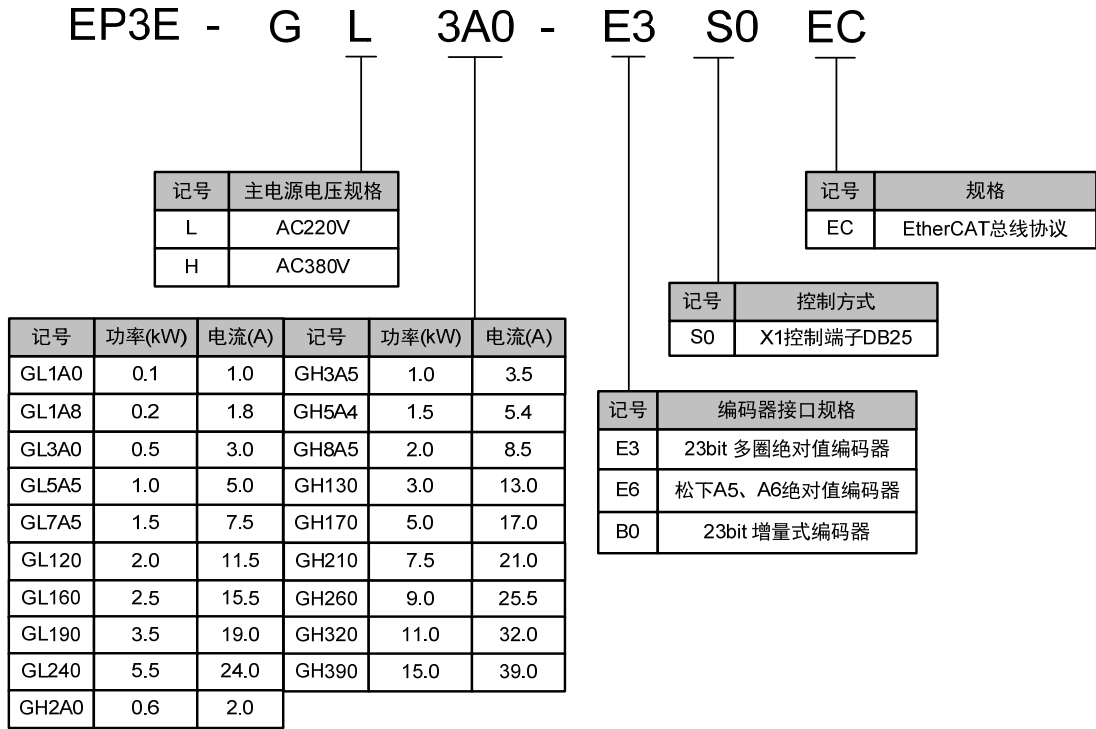 EP3E - G L 3A0 - E3 S0 EC
记号 主电源电压规格
L AC220V
H AC380V
记号 规格
EC EtherCAT总线协议
记号 控制方式
S0 X1控制端子DB25
记号 功率(kW) 电流(A) 记号 功率(kW) 电流(A)
GL1A0 0.1 1.0 GH3A5 1.0 3.5
GL1A8 0.2 1.8 GH5A4 1.5 5.4
GL3A0 0.5 3.0 GH8A5 2.0 8.5
GL5A5 1.0 5.0 GH130 3.0 13.0
GL7A5 1.5 7.5 GH170 5.0 17.0
GL120 2.0 11.5 GH210 7.5 21.0
GL160 2.5 15.5 GH260 9.0 25.5
GL190 3.5 19.0 GH320 11.0 32.0
GL240 5.5 24.0 GH390 15.0 39.0
GH2A0 0.6 2.0
记号 编码器接口规格
E3 23bit 多圈绝对值编码器
E6 松下A5、A6绝对值编码器
B0 23bit 增量式编码器